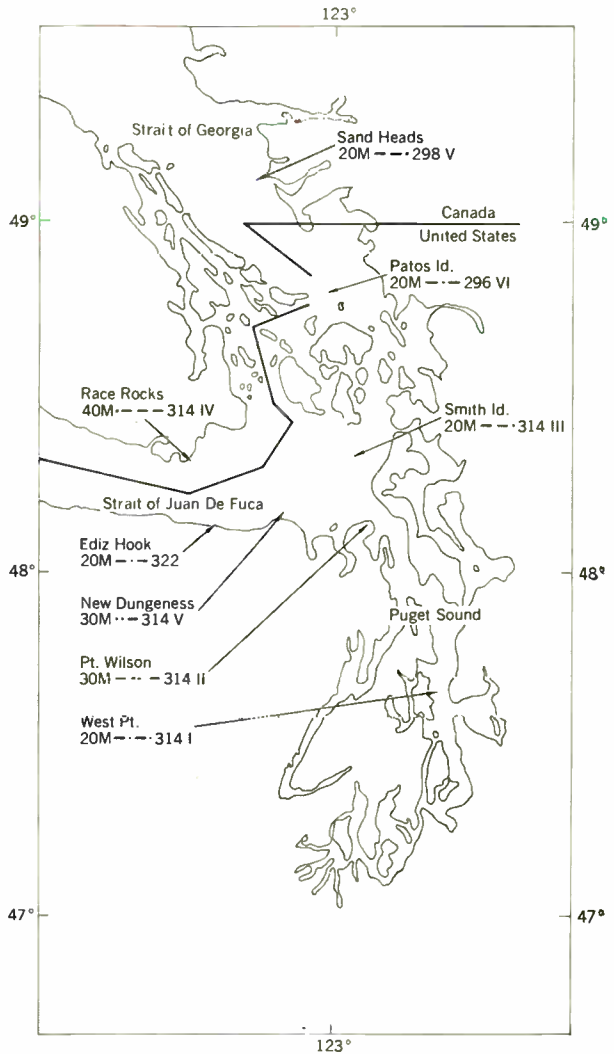 123°
Strait of Georgia
Sand Heads
20M — — • 298 V
49°
49°
Canada
United States
Patos Id.
20M — • — 296 VI
Race Rocks
40M • — — — 314 IV
Smith Id.
20M — — • 314 III
Strait of Juan De Fuca
Ediz Hook
20M — • — 322
48°
48°
New Dungeness
30M • • — 314 V
Puget Sound
Pt. Wilson
30M — • • — 314 II
West Pt.
20M — • — • 314 I
47°
47°
123°